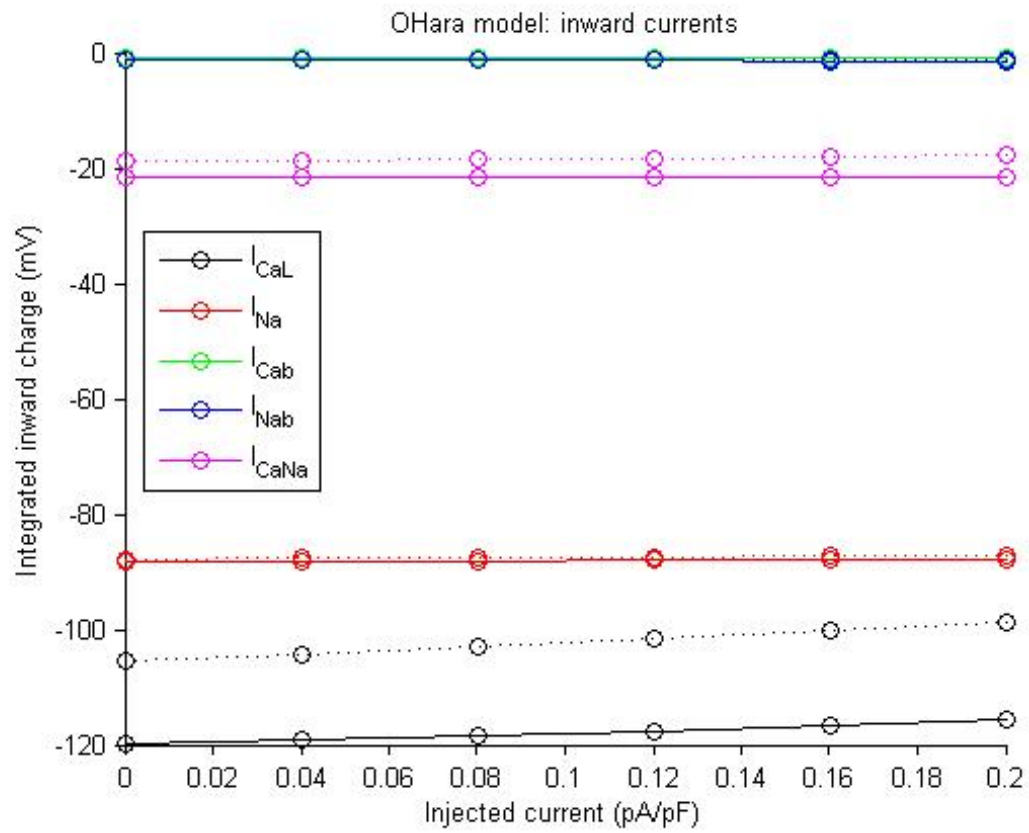 OHara model: inward currents
Integrated inward charge (mV)
0
-20
-40
-60
-80
-100
-120
I_CaL
I_Na
I_Cab
I_Nab
I_CaNa
0 0.02 0.04 0.06 0.08 0.1 0.12 0.14 0.16 0.18 0.2
Injected current (pA/pF)